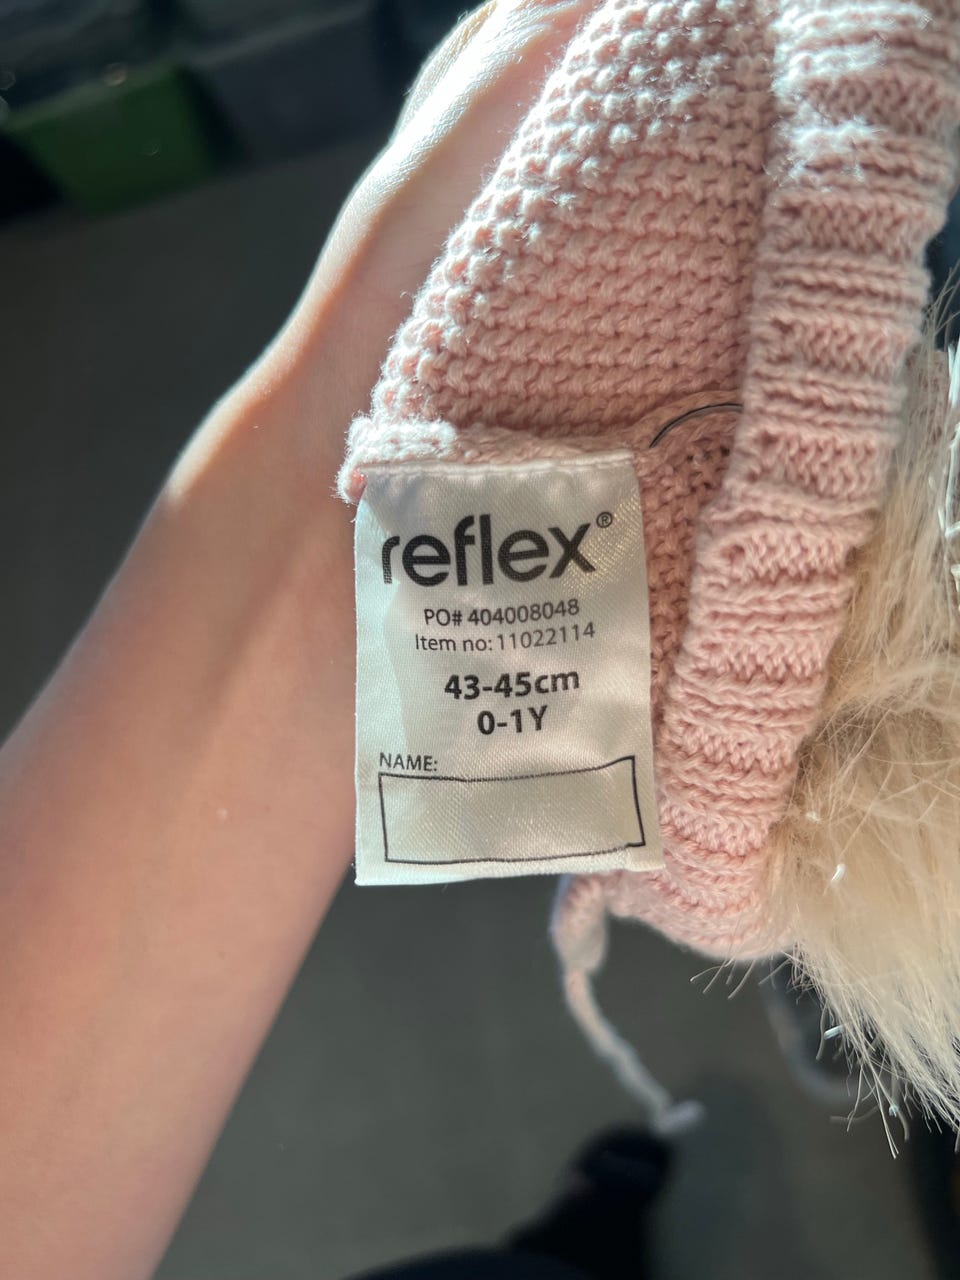 reflex®
PO# 404008048
Item no: 11022114
43-45cm
0-1Y
NAME: